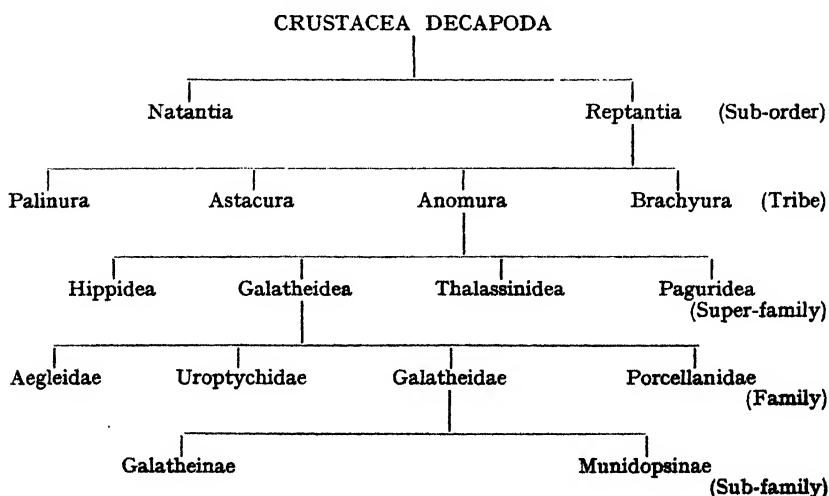 CRUSTACEA DECAPODA
Natantia Reptantia (Sub-order)
Palinura Astacura Anomura Brachyura (Tribe)
Hippidea Galatheidea Thalassinidea Paguridea
(Super-family)
Aegleidae Uroptychidae Galatheidae Porcellanidae
(Family)
Galatheinae Munidopsinae
(Sub-family)